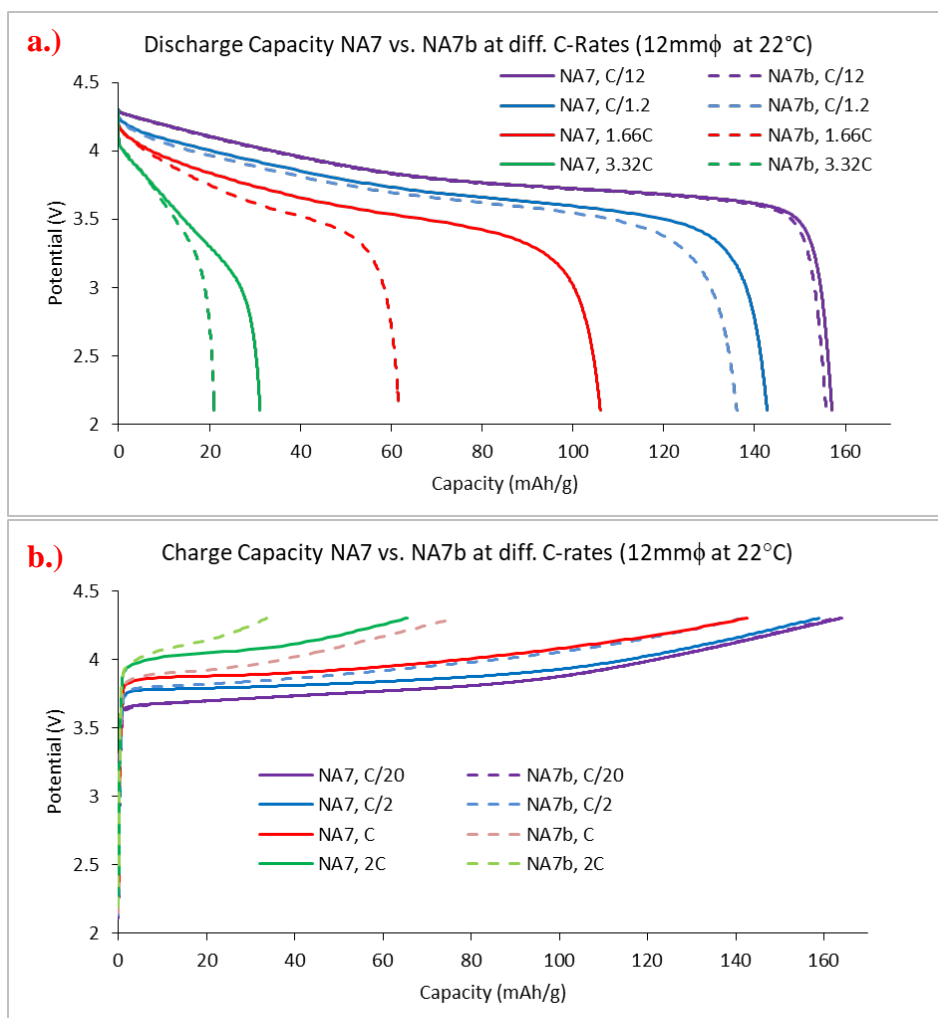 a.)
Discharge Capacity NA7 vs. NA7b at diff. C-Rates (12mmϕ at 22°C)
NA7, C/12 NA7b, C/12
NA7, C/1.2 NA7b, C/1.2
NA7, 1.66C NA7b, 1.66C
NA7, 3.32C NA7b, 3.32C
4.5
4
3.5
3
2.5
2
Potential (V)
0 20 40 60 80 100 120 140 160
Capacity (mAh/g)
b.)
Charge Capacity NA7 vs. NA7b at diff. C-rates (12mmϕ at 22°C)
4.5
4
3.5
3
2.5
2
Potential (V)
NA7, C/20 NA7b, C/20
NA7, C/2 NA7b, C/2
NA7, C NA7b, C
NA7, 2C NA7b, 2C
0 20 40 60 80 100 120 140 160
Capacity (mAh/g)